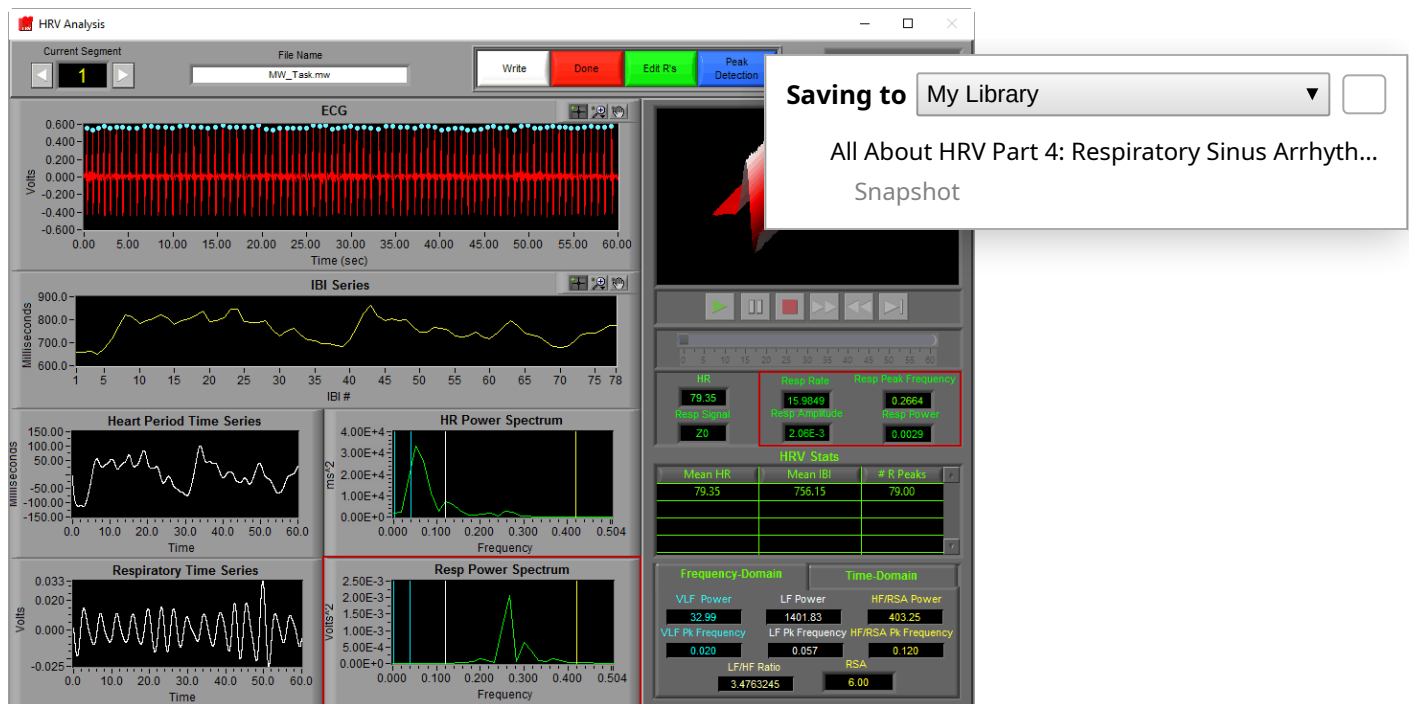 HRV Analysis
Current Segment
1
File Name
MW_Task.mw
Write
Done
Edit R's
Peak Detection
Saving to
My Library
All About HRV Part 4: Respiratory Sinus Arrhyth...
Snapshot
ECG
Volts
0.600
0.400
0.200
0.000
-0.200
-0.400
-0.600
0.00 5.00 10.00 15.00 20.00 25.00 30.00 35.00 40.00 45.00 50.00 55.00 60.00
Time (sec)
IBI Series
Milliseconds
900.0
800.0
700.0
600.0
1 5 10 15 20 25 30 35 40 45 50 55 60 65 70 75 78
IBI #
Heart Period Time Series
Milliseconds
150.00
100.00
50.00
-50.00
-100.00
-150.00
0.0 10.0 20.0 30.0 40.0 50.0 60.0
Time
HR Power Spectrum
ms^2
4.00E+4
3.00E+4
2.00E+4
1.00E+4
0.00E+0
0.000 0.100 0.200 0.300 0.400 0.504
Frequency
Respiratory Time Series
Volts
0.033
0.020
0.000
-0.025
0.0 10.0 20.0 30.0 40.0 50.0 60.0
Time
Resp Power Spectrum
Volts^2
2.50E-3
2.00E-3
1.50E-3
1.00E-3
5.00E-4
0.00E+0
0.000 0.100 0.200 0.300 0.400 0.504
Frequency
0 5 10 15 20 25 30 35 40 45 50 60
HR
79.35
Resp Signal
Z0
Resp Rate
15.9849
Resp Amplitude
2.06E-3
Resp Peak Frequency
0.2664
Resp Power
0.0029
HRV Stats
Mean HR Mean IBI # R Peaks
79.35 756.15 79.00
Frequency-Domain
Time-Domain
VLF Power LF Power HF/RSA Power
32.99 1401.83 403.25
VLF Pk Frequency LF Pk Frequency HF/RSA Pk Frequency
0.020 0.057 0.120
LF/HF Ratio RSA
3.4763245 6.00